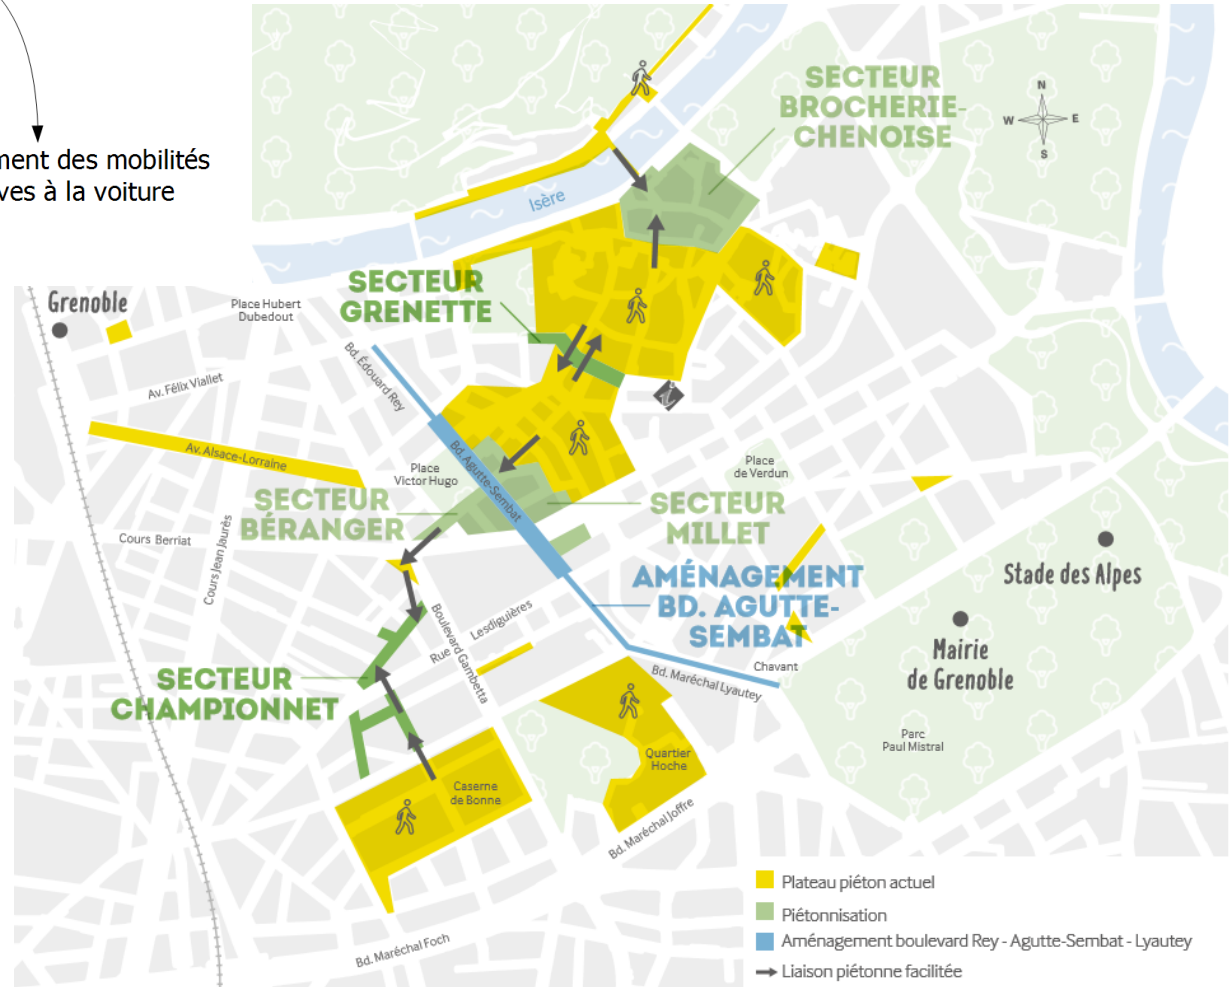 ment des mobilités
ves à la voiture
SECTEUR
BROCHERIE-
CHENOISE
N
W
E
S
Isère
SECTEUR
GRENETTE
Grenoble
Place Hubert
Dubedout
Bd. Édouard Rey
Av. Félix Viallet
Av. Alsace-Lorraine
Place
Victor Hugo
Bd. Agutte-Sembat
Place
de Verdun
SECTEUR
BÉRANGER
SECTEUR
MILLET
Cours Berriat
Cours Jean Jaurès
AMÉNAGEMENT
BD. AGUTTE-
SEMBAT
Stade des Alpes
Mairie
de Grenoble
Boulevard Gambetta
Rue Lesdiguières
Chavant
Bd. Maréchal Lyautey
SECTEUR
CHAMPIONNET
Parc
Paul Mistral
Quartier
Hoche
Caserne
de Bonne
Bd. Maréchal Joffre
Bd. Maréchal Foch
Plateau piéton actuel
Piétonnisation
Aménagement boulevard Rey - Agutte-Sembat - Lyautey
Liaison piétonne facilitée